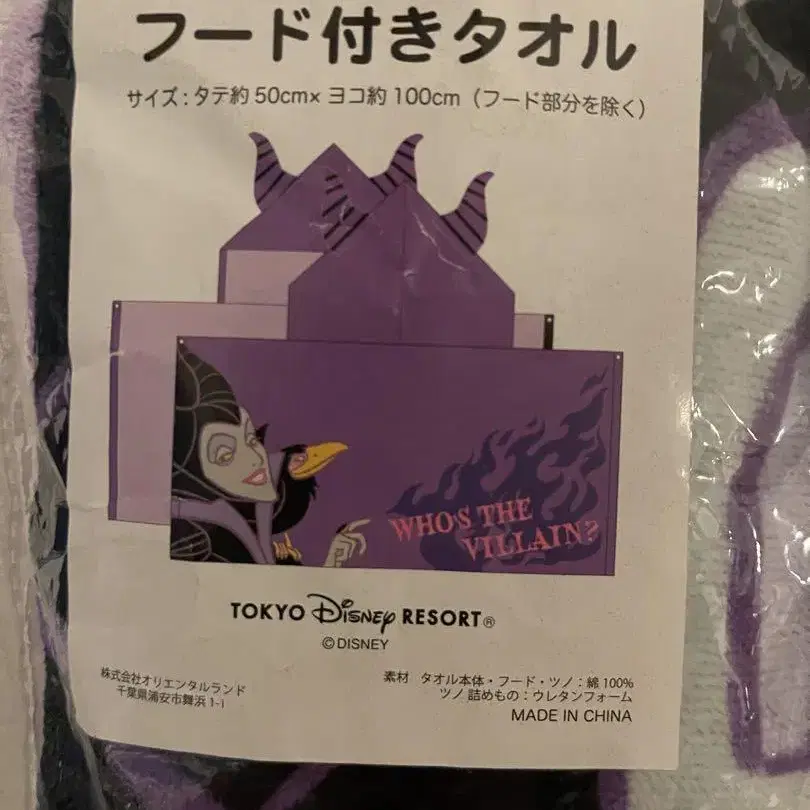 フード付きタオル
サイズ：タテ約50cm× ヨコ約100cm（フード部分を除く）
WHO'S THE
VILLAIN?
TOKYO Disney RESORT®
©DISNEY
株式会社オリエンタルランド
千葉県浦安市舞浜1-1
素材 タオル本体・フード・ツノ：綿100%
ツノ 詰めもの：ウレタンフォーム
MADE IN CHINA